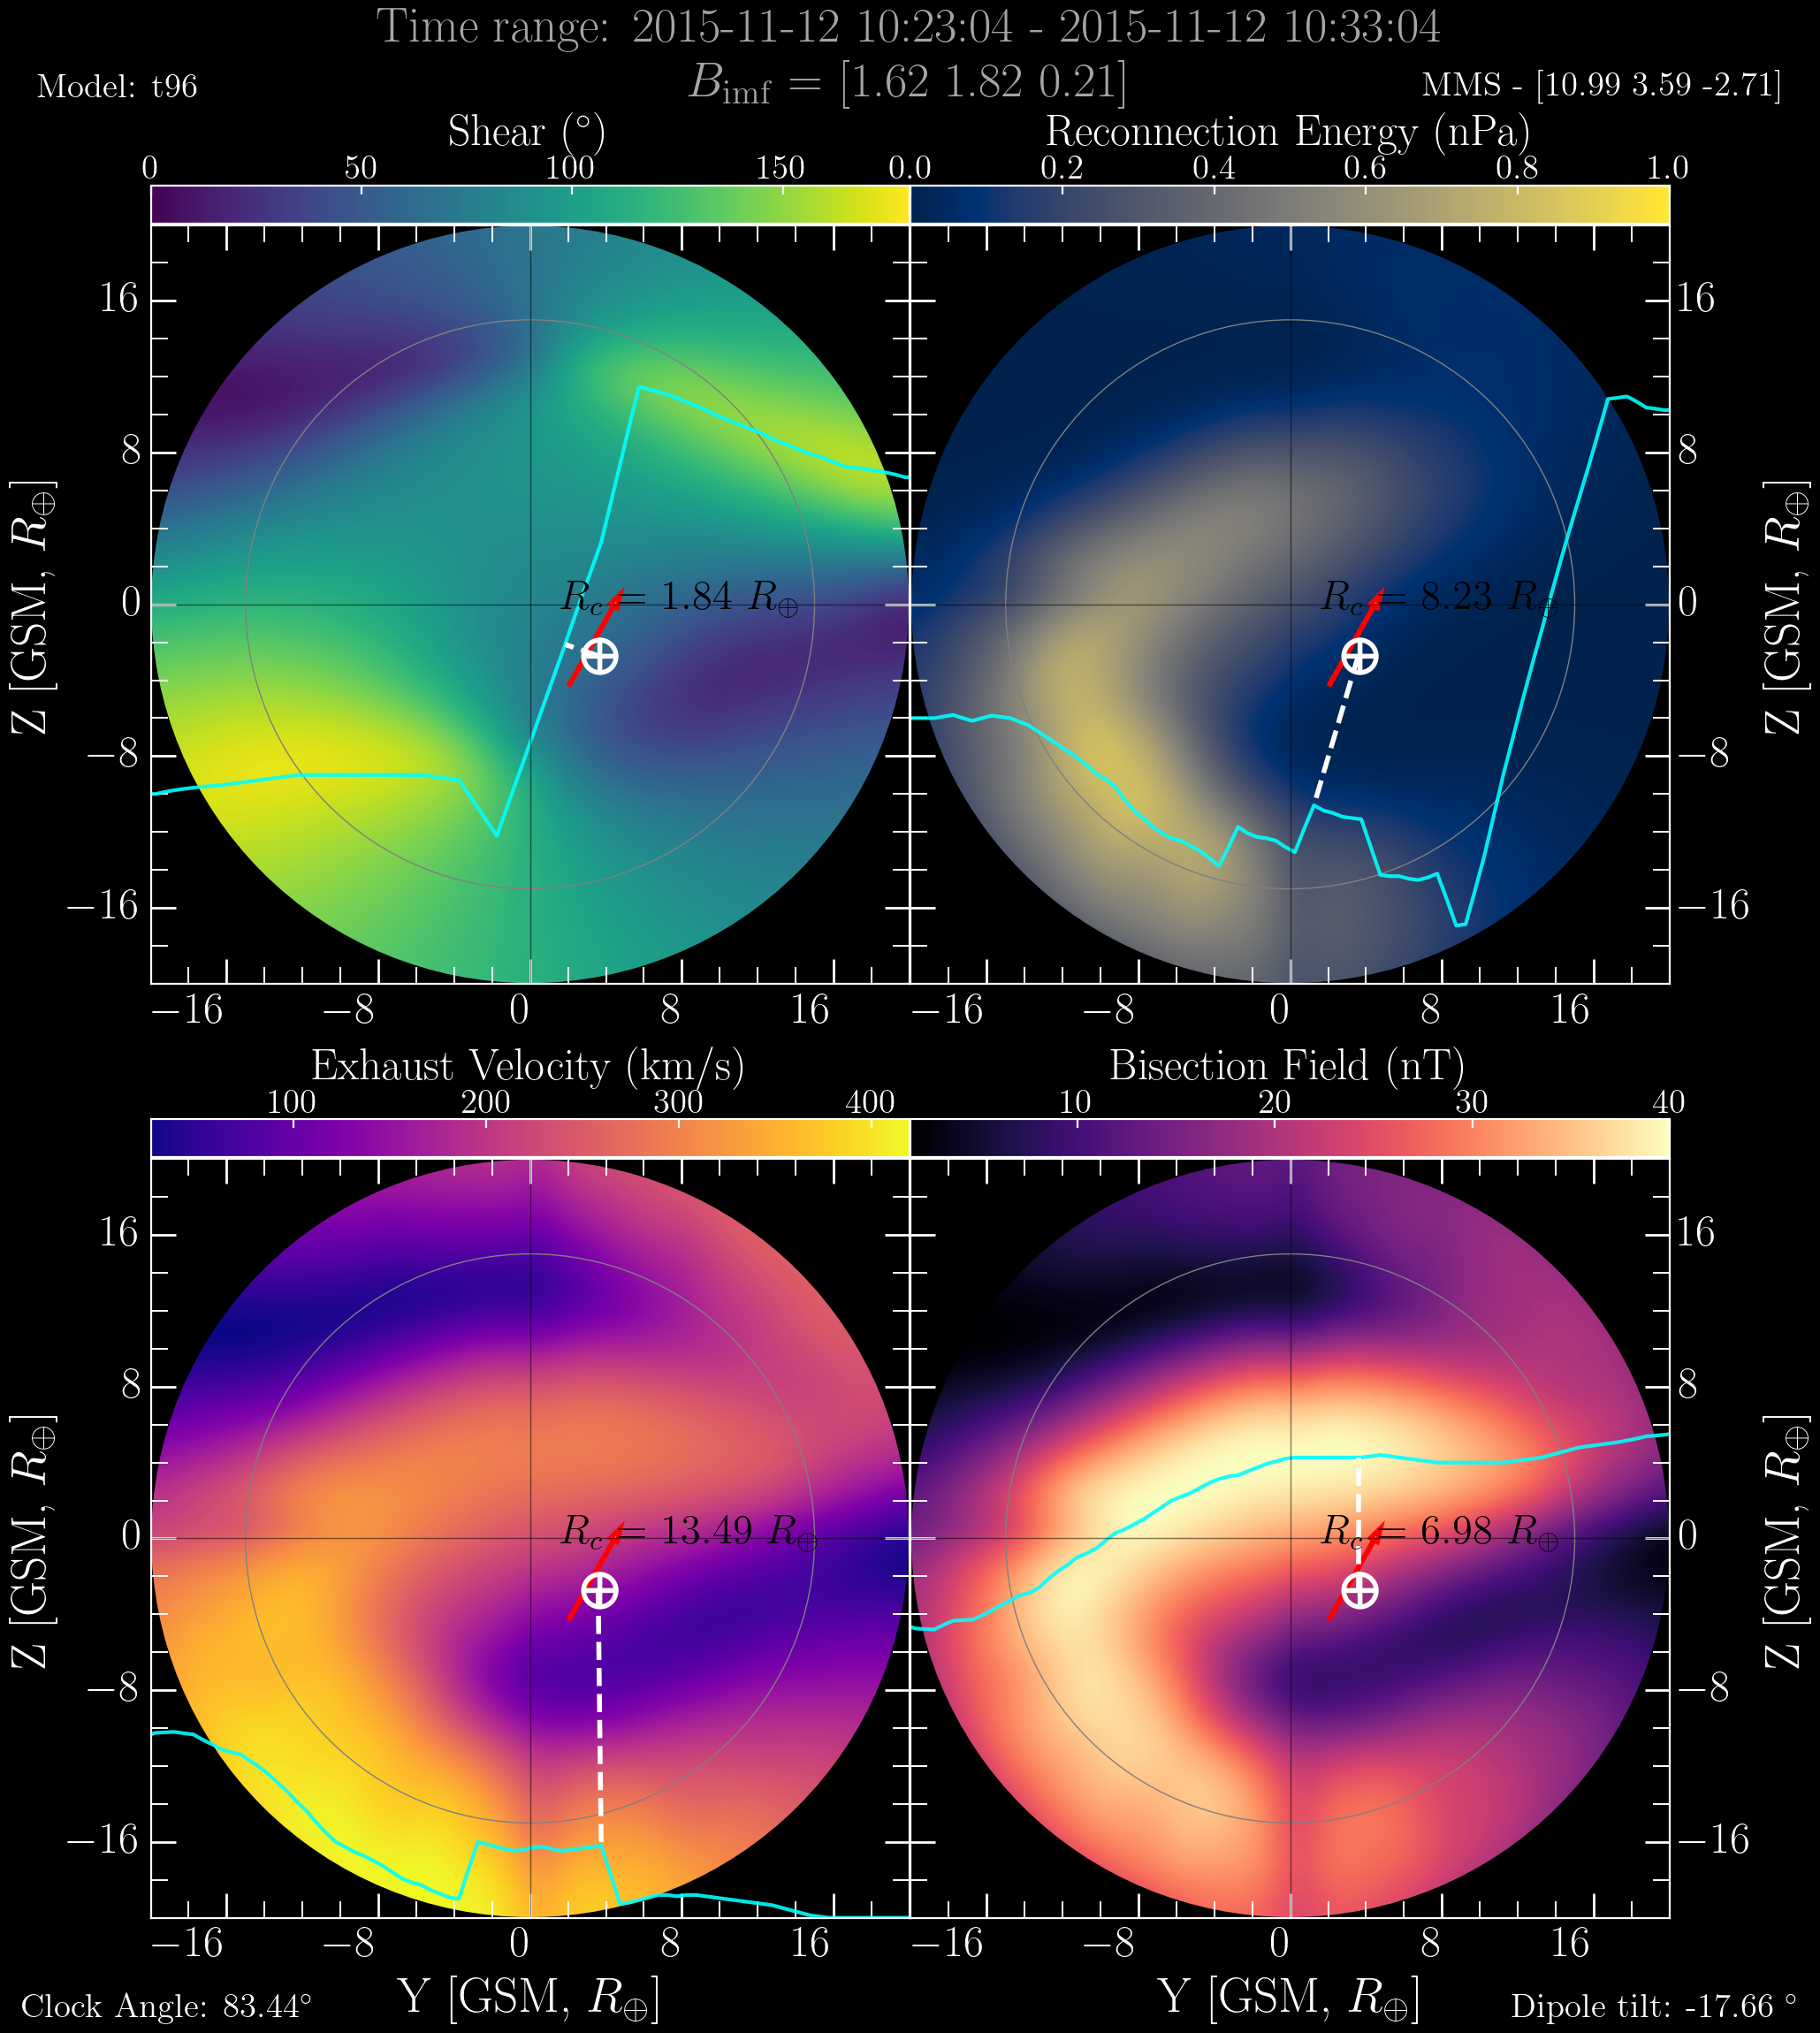 Time range: 2015-11-12 10:23:04 - 2015-11-12 10:33:04
Model: t96
B_imf = [1.62 1.82 0.21]
MMS - [10.99 3.59 -2.71]
Shear (°)
Reconnection Energy (nPa)
0 50 100 150
0.0 0.2 0.4 0.6 0.8 1.0
16
8
0
−8
−16
Z [GSM, R⊕]
R_c = 1.84 R⊕
−16 −8 0 8 16
R_c = 8.23 R⊕
16
8
0
−8
−16
Z [GSM, R⊕]
−16 −8 0 8 16
Exhaust Velocity (km/s)
Bisection Field (nT)
100 200 300 400
10 20 30 40
16
8
0
−8
−16
Z [GSM, R⊕]
R_c = 13.49 R⊕
−16 −8 0 8 16
Y [GSM, R⊕]
R_c = 6.98 R⊕
16
8
0
−8
−16
Z [GSM, R⊕]
−16 −8 0 8 16
Y [GSM, R⊕]
Clock Angle: 83.44°
Dipole tilt: -17.66 °